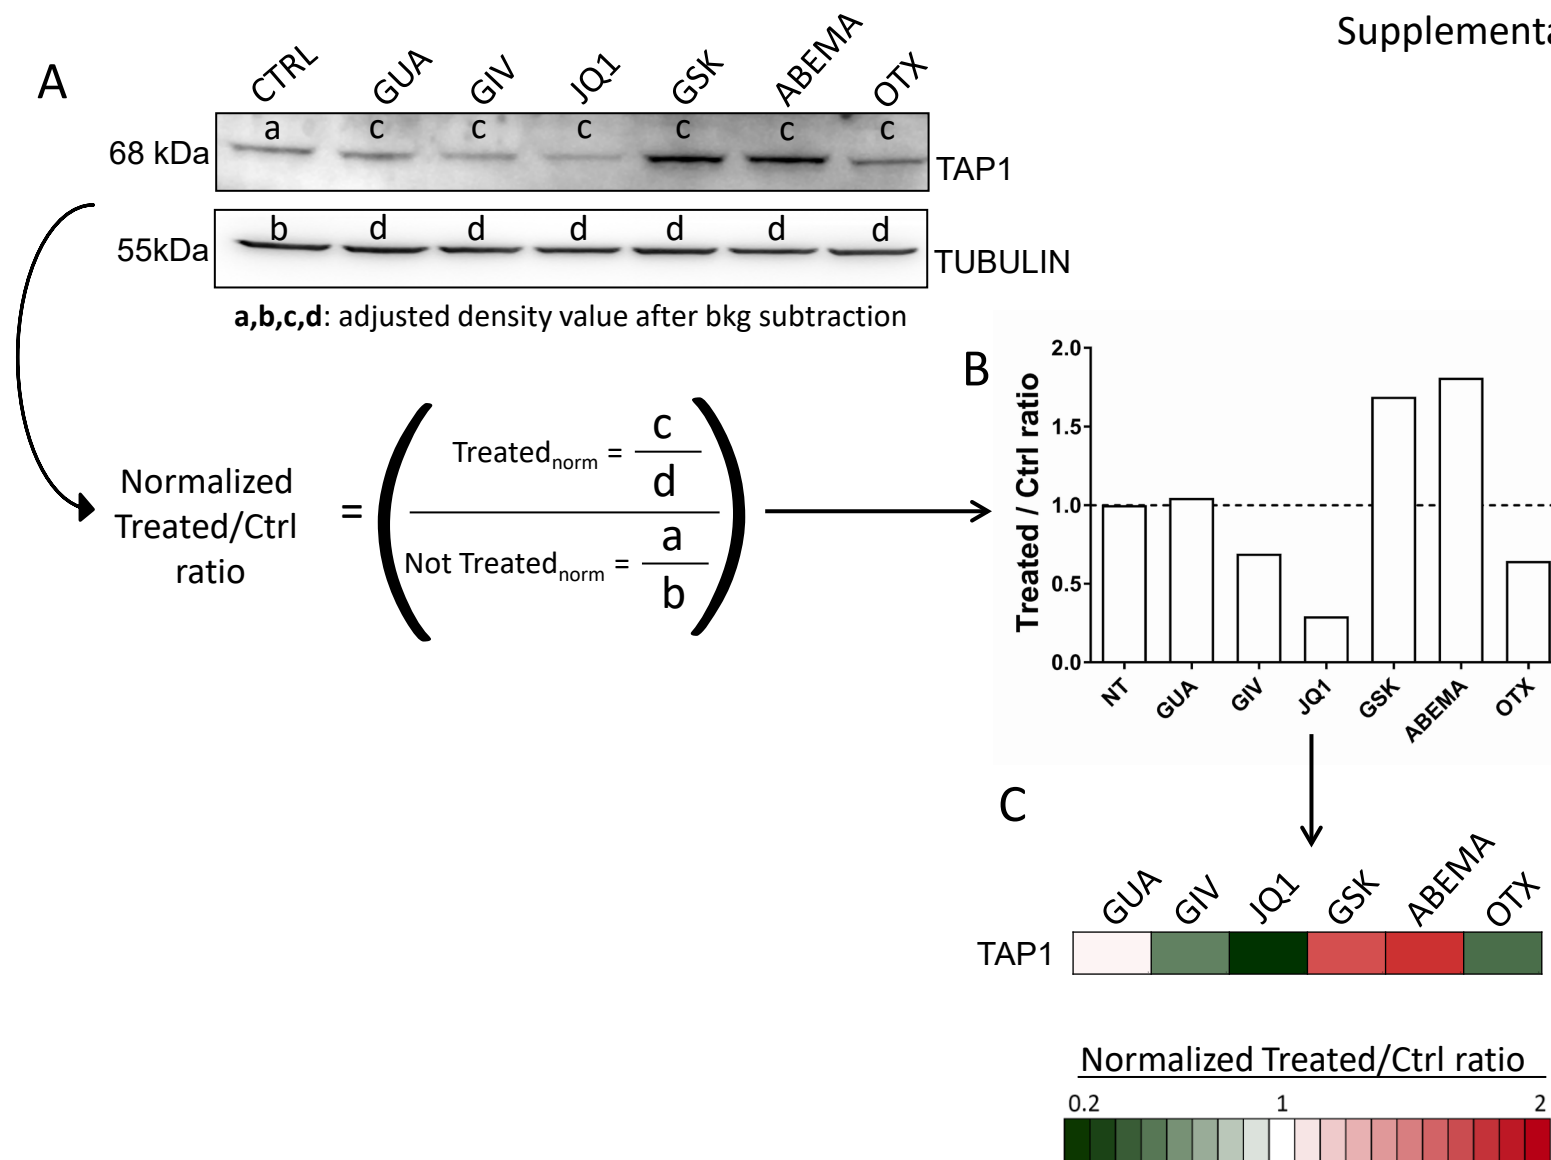 Supplementa
A
CTRL GUA GIV JQ1 GSK ABEMA OTX
a c c c c c c
68 kDa TAP1
b d d d d d d
55kDa TUBULIN
a,b,c,d: adjusted density value after bkg subtraction
Normalized
Treated/Ctrl
ratio
=
Treatednorm = c
d
Not Treatednorm = a
b
B
Treated / Ctrl ratio
2.0
1.5
1.0
0.5
0.0
NT GUA GIV JQ1 GSK ABEMA OTX
C
GUA GIV JQ1 GSK ABEMA OTX
TAP1
Normalized Treated/Ctrl ratio
0.2 1 2